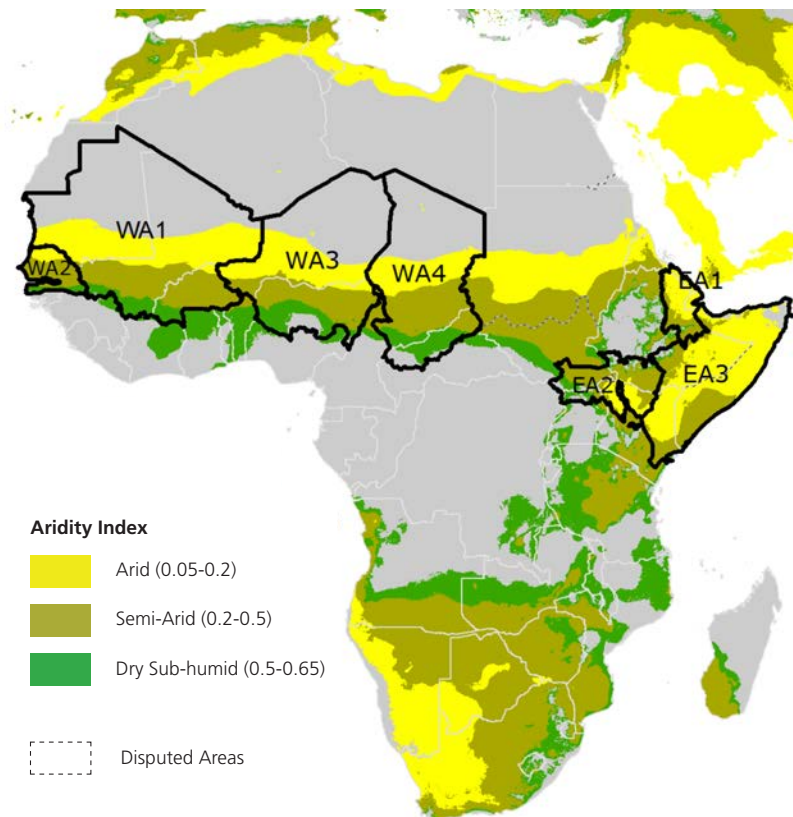 WA1
WA2
WA3
WA4
EA1
EA2
EA3
Aridity Index
Arid (0.05-0.2)
Semi-Arid (0.2-0.5)
Dry Sub-humid (0.5-0.65)
Disputed Areas